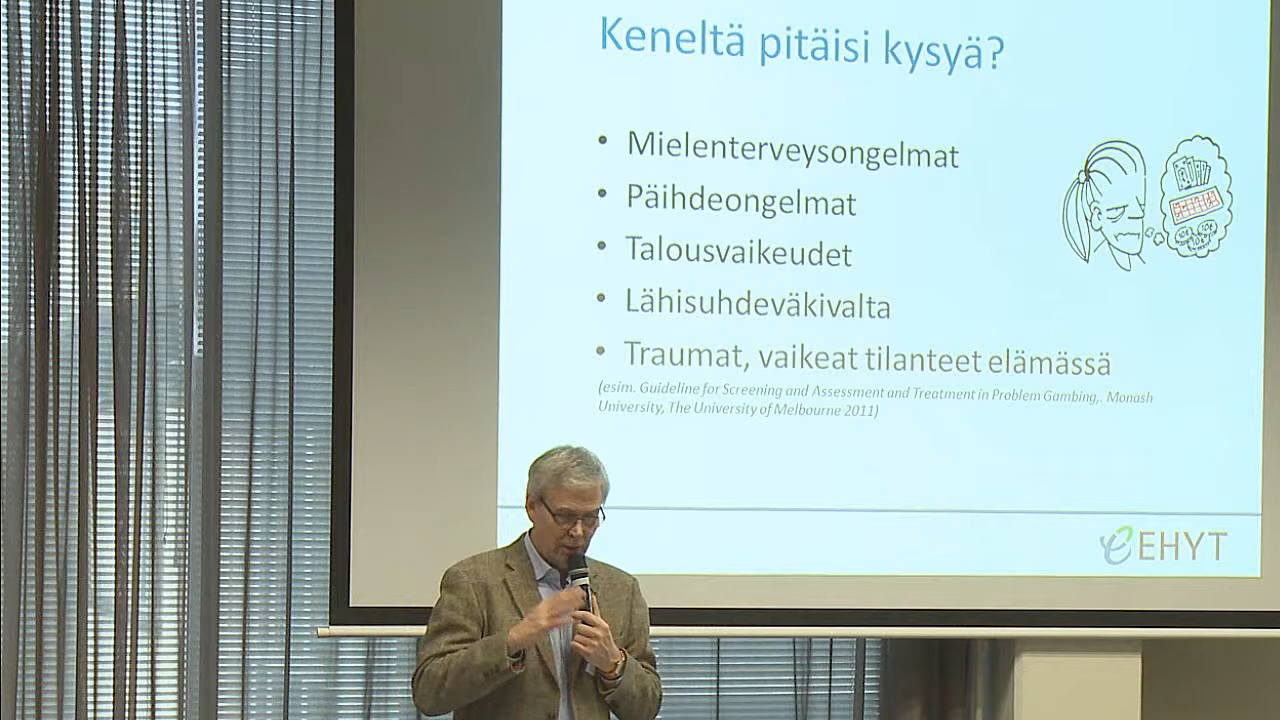 Keneltä pitäisi kysyä?
• Mielenterveysongelmat
• Päihdeongelmat
• Talousvaikeudet
• Lähisuhdeväkivalta
• Traumat, vaikeat tilanteet elämässä
(esim. Guideline for Screening and Assessment and Treatment in Problem Gambing,. Monash
University, The University of Melbourne 2011)
EHYT